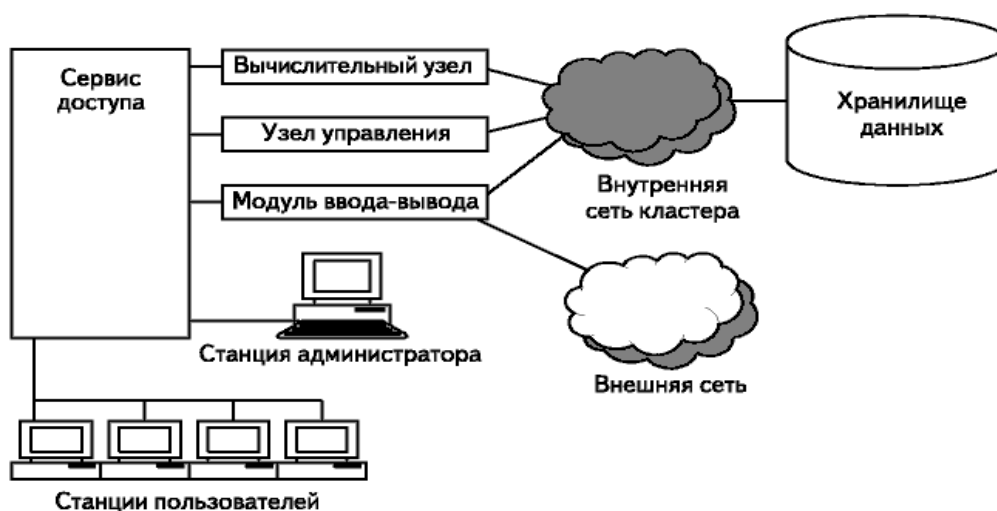 Сервис
доступа
Вычислительный узел
Узел управления
Модуль ввода-вывода
Внутренняя
сеть кластера
Хранилище
данных
Станция администратора
Внешняя сеть
Станции пользователей